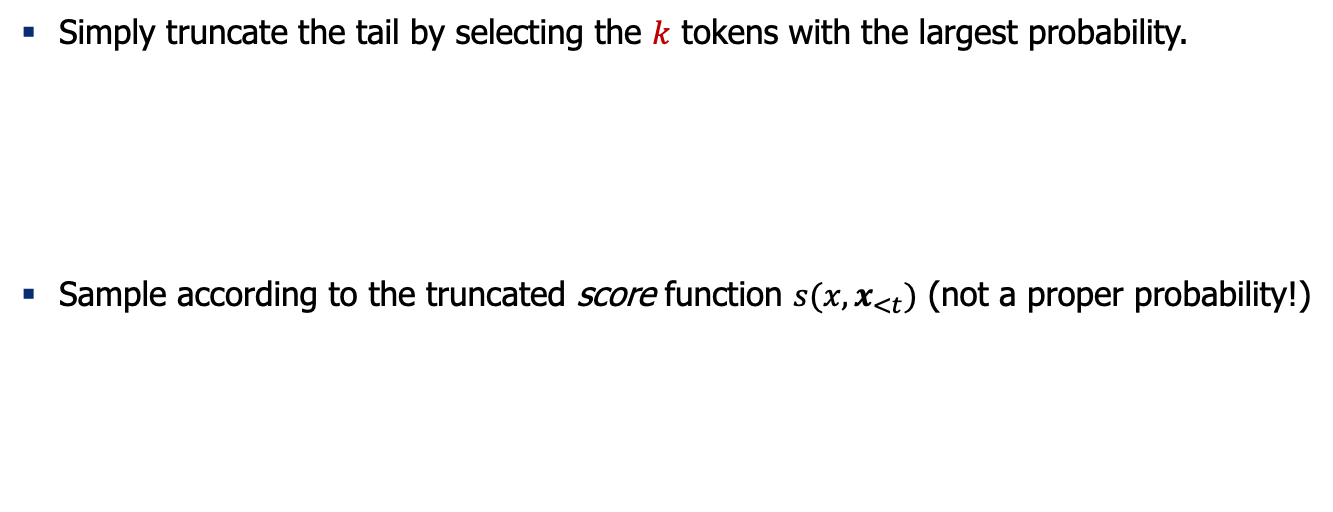 ▪ Simply truncate the tail by selecting the k tokens with the largest probability.
▪ Sample according to the truncated score function s(x, x<t) (not a proper probability!)